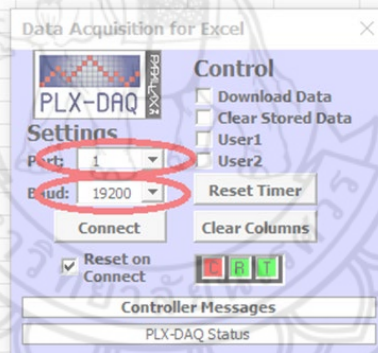 Data Acquisition for Excel
PLX-DAQ
PARALLAX
Control
Download Data
Clear Stored Data
User1
User2
Settings
Port: 1
Baud: 19200
Reset Timer
Connect
Clear Columns
Reset on
Connect
C R T
Controller Messages
PLX-DAQ Status